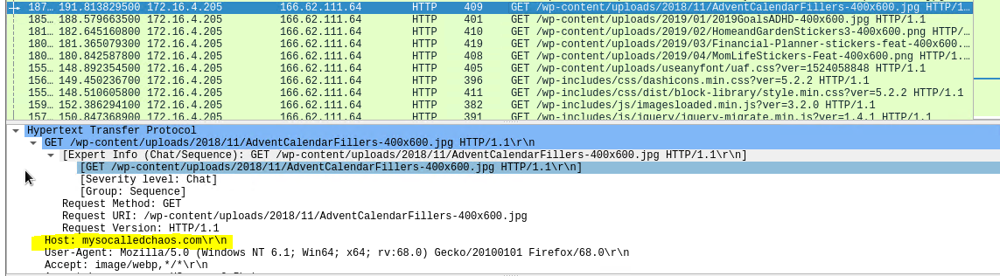 187… 191.813829500 172.16.4.205 166.62.111.64 HTTP 409 GET /wp-content/uploads/2018/11/AdventCalendarFillers-400x600.jpg HTTP/1…
185… 188.579663500 172.16.4.205 166.62.111.64 HTTP 401 GET /wp-content/uploads/2019/01/2019GoalsADHD-400x600.jpg HTTP/1.1
181… 182.645160800 172.16.4.205 166.62.111.64 HTTP 410 GET /wp-content/uploads/2019/02/HomeandGardenStickers3-400x600.png HTTP/…
180… 181.365079300 172.16.4.205 166.62.111.64 HTTP 419 GET /wp-content/uploads/2019/03/Financial-Planner-stickers-feat-400x600.…
180… 180.842587800 172.16.4.205 166.62.111.64 HTTP 408 GET /wp-content/uploads/2019/04/MomLifeStickers-Feat-400x600.png HTTP/1.…
155… 148.892354500 172.16.4.205 166.62.111.64 HTTP 405 GET /wp-content/uploads/useanyfont/uaf.css?ver=1524058848 HTTP/1.1
156… 149.450236700 172.16.4.205 166.62.111.64 HTTP 396 GET /wp-includes/css/dashicons.min.css?ver=5.2.2 HTTP/1.1
155… 148.510605800 172.16.4.205 166.62.111.64 HTTP 411 GET /wp-includes/css/dist/block-library/style.min.css?ver=5.2.2 HTTP/1.1
159… 152.386294100 172.16.4.205 166.62.111.64 HTTP 382 GET /wp-includes/js/imagesloaded.min.js?ver=3.2.0 HTTP/1.1
157… 150.847368900 172.16.4.205 166.62.111.64 HTTP 391 GET /wp-includes/js/jquery/jquery-migrate.min.js?ver=1.4.1 HTTP/1.1
Hypertext Transfer Protocol
GET /wp-content/uploads/2018/11/AdventCalendarFillers-400x600.jpg HTTP/1.1\r\n
[Expert Info (Chat/Sequence): GET /wp-content/uploads/2018/11/AdventCalendarFillers-400x600.jpg HTTP/1.1\r\n]
[GET /wp-content/uploads/2018/11/AdventCalendarFillers-400x600.jpg HTTP/1.1\r\n]
[Severity level: Chat]
[Group: Sequence]
Request Method: GET
Request URI: /wp-content/uploads/2018/11/AdventCalendarFillers-400x600.jpg
Request Version: HTTP/1.1
Host: mysocalledchaos.com\r\n
User-Agent: Mozilla/5.0 (Windows NT 6.1; Win64; x64; rv:68.0) Gecko/20100101 Firefox/68.0\r\n
Accept: image/webp,*/*\r\n